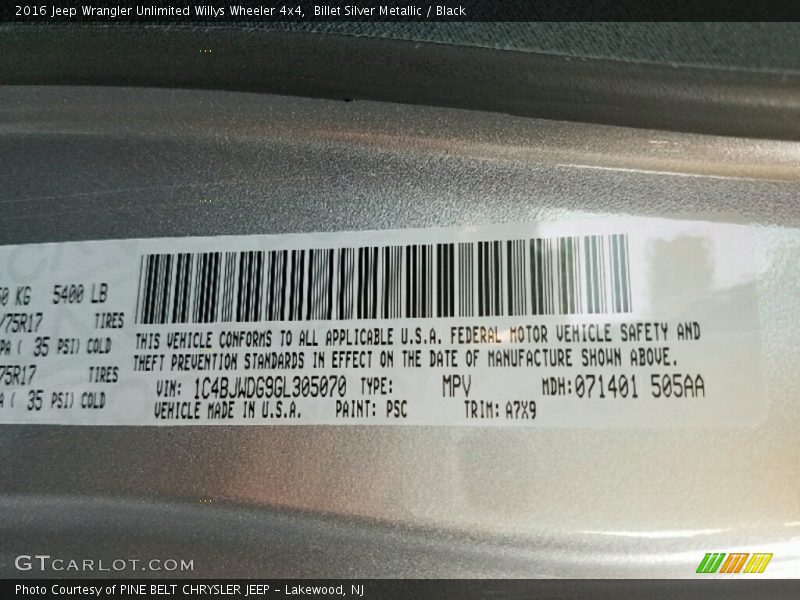 2016 Jeep Wrangler Unlimited Willys Wheeler 4x4,  Billet Silver Metallic / Black
KG 5400 LB
/75R17 TIRES
( 35 PSI) COLD
75R17 TIRES
( 35 PSI) COLD
THIS VEHICLE CONFORMS TO ALL APPLICABLE U.S.A. FEDERAL MOTOR VEHICLE SAFETY AND
THEFT PREVENTION STANDARDS IN EFFECT ON THE DATE OF MANUFACTURE SHOWN ABOVE.
VIN: 1C4BJWDG9GL305070 TYPE: MPV MDH:071401 505AA
VEHICLE MADE IN U.S.A. PAINT: PSC TRIM: A7X9
GTCARLOT.COM
Photo Courtesy of PINE BELT CHRYSLER JEEP - Lakewood, NJ